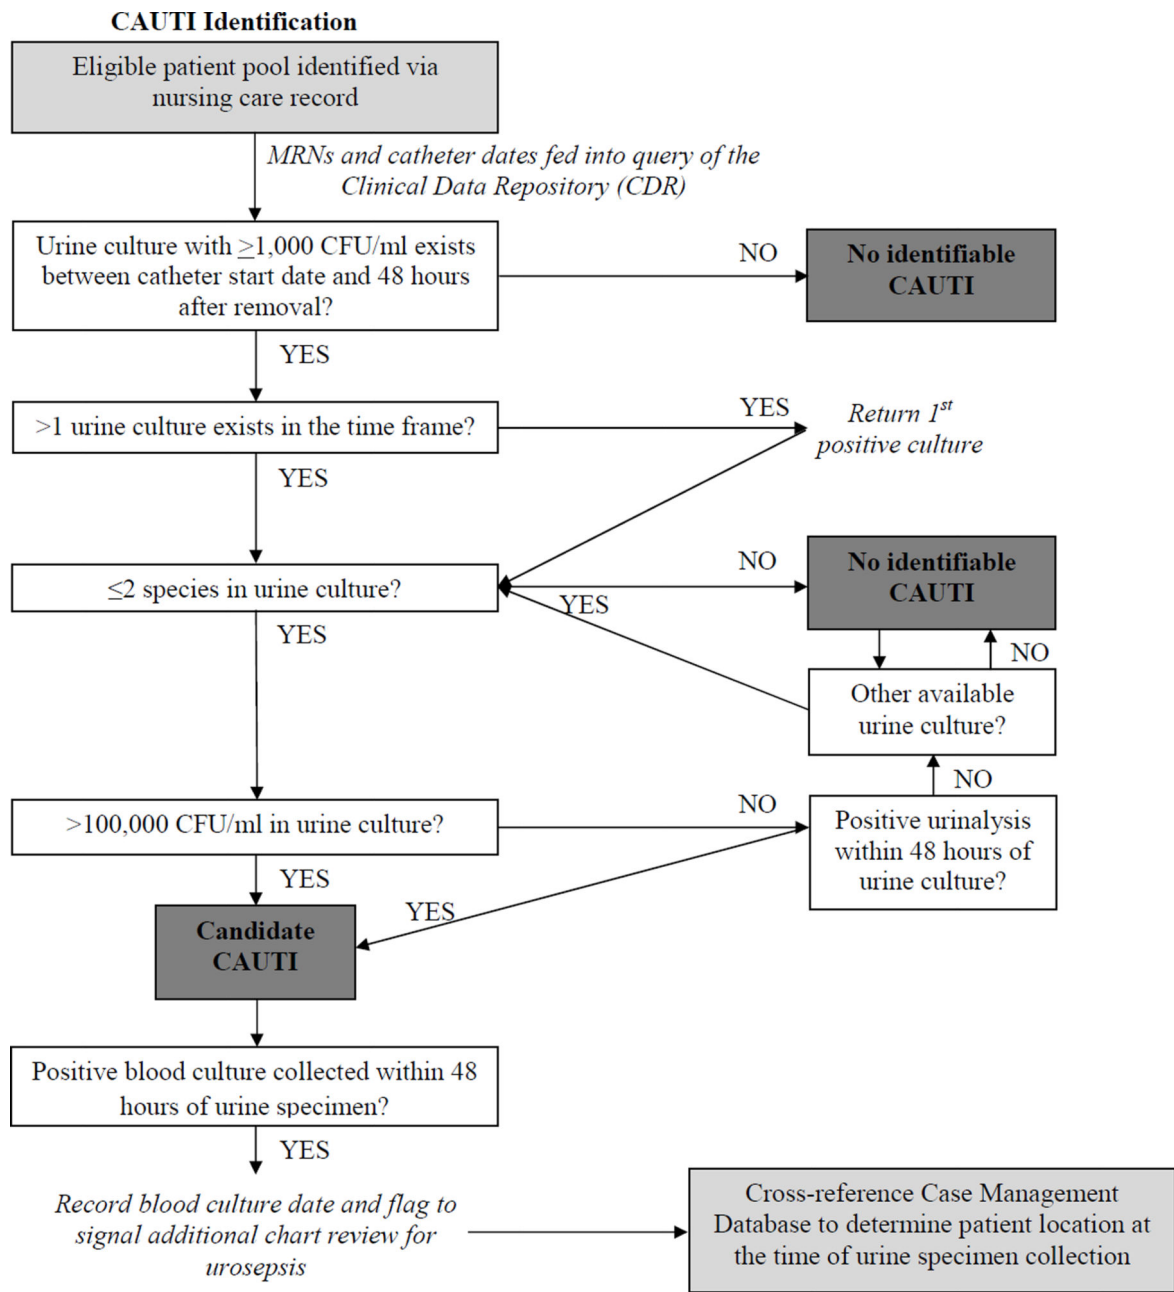 CAUTI Identification
Eligible patient pool identified via
nursing care record
MRNs and catheter dates fed into query of the
Clinical Data Repository (CDR)
Urine culture with ≥1,000 CFU/ml exists
between catheter start date and 48 hours
after removal?
NO
No identifiable
CAUTI
YES
>1 urine culture exists in the time frame?
YES
Return 1st
positive culture
YES
≤2 species in urine culture?
NO
No identifiable
CAUTI
YES
YES
NO
Other available
urine culture?
NO
>100,000 CFU/ml in urine culture?
NO
Positive urinalysis
within 48 hours of
urine culture?
YES
YES
Candidate
CAUTI
Positive blood culture collected within 48
hours of urine specimen?
YES
Record blood culture date and flag to
signal additional chart review for
urosepsis
Cross-reference Case Management
Database to determine patient location at
the time of urine specimen collection